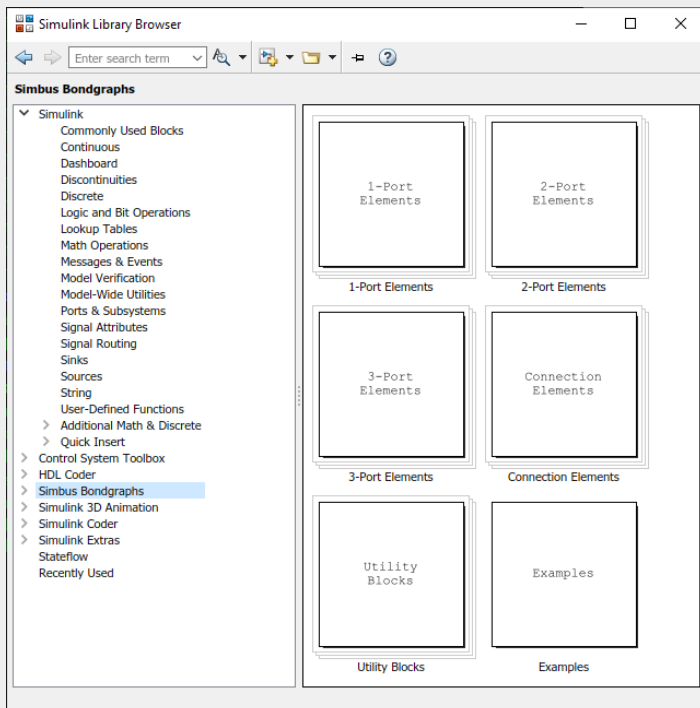 Simulink Library Browser
Enter search term
Simbus Bondgraphs
Simulink
Commonly Used Blocks
Continuous
Dashboard
Discontinuities
Discrete
Logic and Bit Operations
Lookup Tables
Math Operations
Messages & Events
Model Verification
Model-Wide Utilities
Ports & Subsystems
Signal Attributes
Signal Routing
Sinks
Sources
String
User-Defined Functions
Additional Math & Discrete
Quick Insert
Control System Toolbox
HDL Coder
Simbus Bondgraphs
Simulink 3D Animation
Simulink Coder
Simulink Extras
Stateflow
Recently Used
1-Port
Elements
1-Port Elements
2-Port
Elements
2-Port Elements
3-Port
Elements
3-Port Elements
Connection
Elements
Connection Elements
Utility
Blocks
Utility Blocks
Examples
Examples